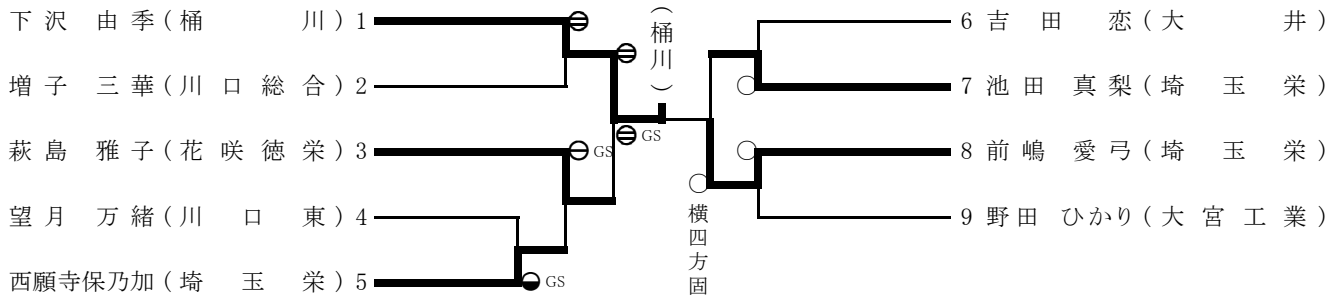 下沢 由季(桶川)1
増子 三華(川口総合)2
萩島 雅子(花咲徳栄)3
GS
望月 万緒(川口東)4
西願寺保乃加(埼玉栄)5
GS
(桶川)
GS
横四方固
6 吉田 恋(大井)
7 池田 真梨(埼玉栄)
8 前嶋 愛弓(埼玉栄)
9 野田 ひかり(大宮工業)